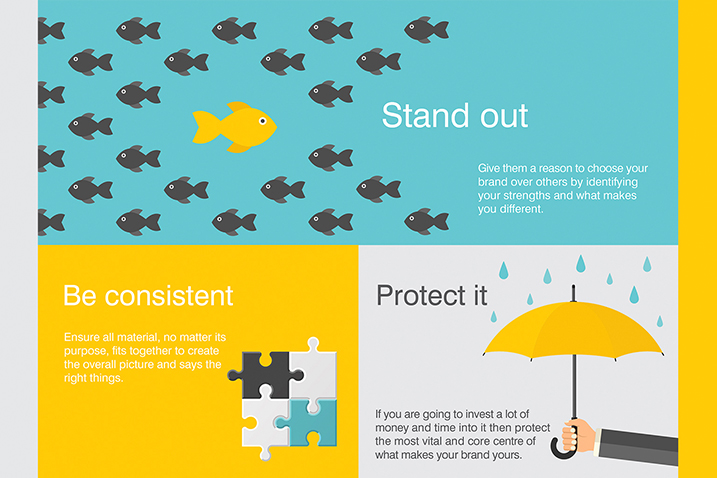 Stand out
Give them a reason to choose your
brand over others by identifying
your strengths and what makes
you different.
Be consistent
Ensure all material, no matter its
purpose, fits together to create
the overall picture and says the
right things.
Protect it
If you are going to invest a lot of
money and time into it then protect
the most vital and core centre of
what makes your brand yours.